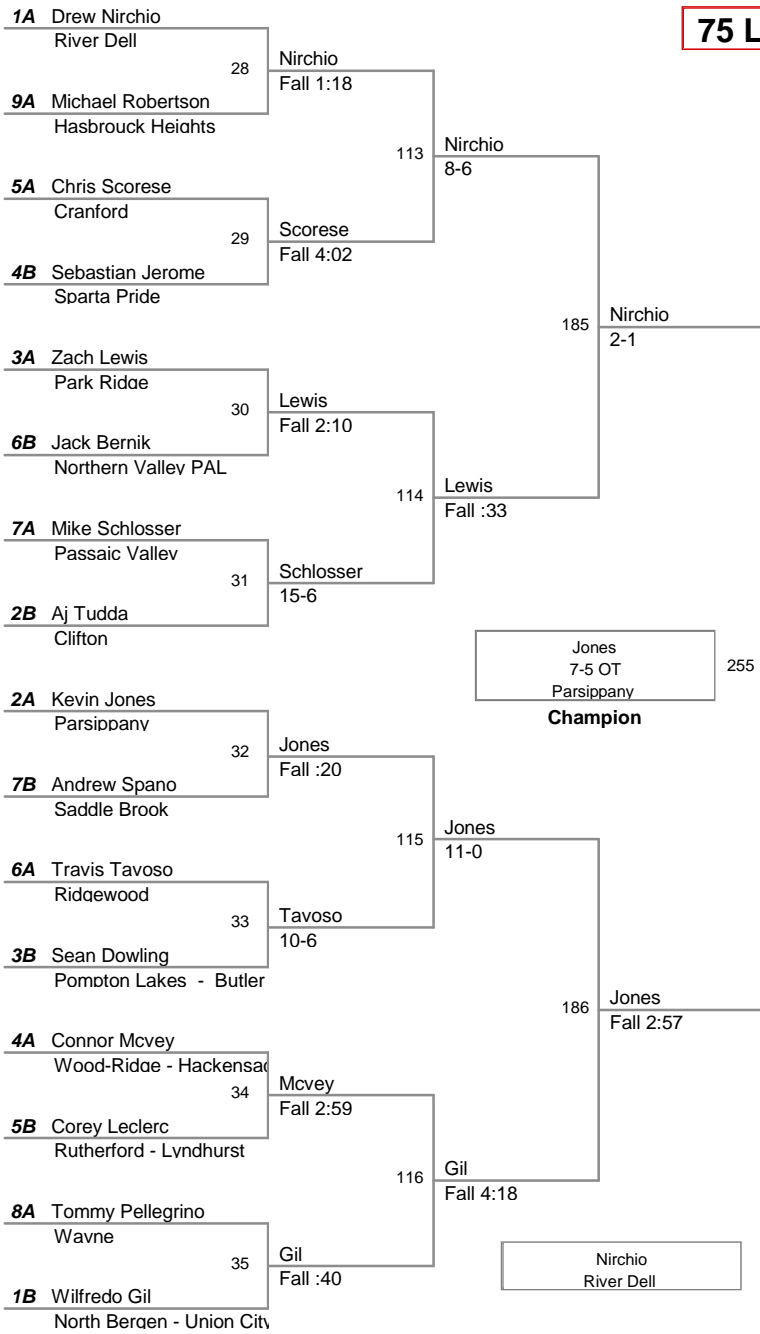 1A Drew Nirchio
River Dell
28
Nirchio
Fall 1:18
9A Michael Robertson
Hasbrouck Heights
113
Nirchio
8-6
5A Chris Scorese
Cranford
29
Scorese
Fall 4:02
4B Sebastian Jerome
Sparta Pride
185
Nirchio
2-1
3A Zach Lewis
Park Ridge
30
Lewis
Fall 2:10
6B Jack Bernik
Northern Valley PAL
114
Lewis
Fall :33
7A Mike Schlosser
Passaic Valley
31
Schlosser
15-6
2B Aj Tudda
Clifton
Jones
7-5 OT
Parsippany
255
Champion
2A Kevin Jones
Parsippany
32
Jones
Fall :20
7B Andrew Spano
Saddle Brook
115
Jones
11-0
6A Travis Tavoso
Ridgewood
33
Tavoso
10-6
3B Sean Dowling
Pompton Lakes - Butler
186
Jones
Fall 2:57
4A Connor Mcvey
Wood-Ridge - Hackensac
34
Mcvey
Fall 2:59
5B Corey Leclerc
Rutherford - Lyndhurst
116
Gil
Fall 4:18
8A Tommy Pellegrino
Wayne
35
Gil
Fall :40
1B Wilfredo Gil
North Bergen - Union City
Nirchio
River Dell
75 L